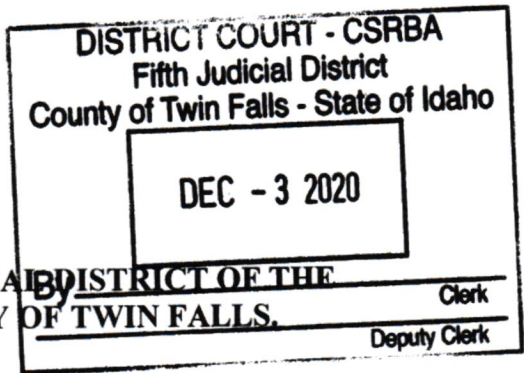 DISTRICT COURT - CSRBA
Fifth Judicial District
County of Twin Falls - State of Idaho
DEC - 3 2020
AL DISTRICT OF THE
By
Clerk
Y OF TWIN FALLS.
Deputy Clerk